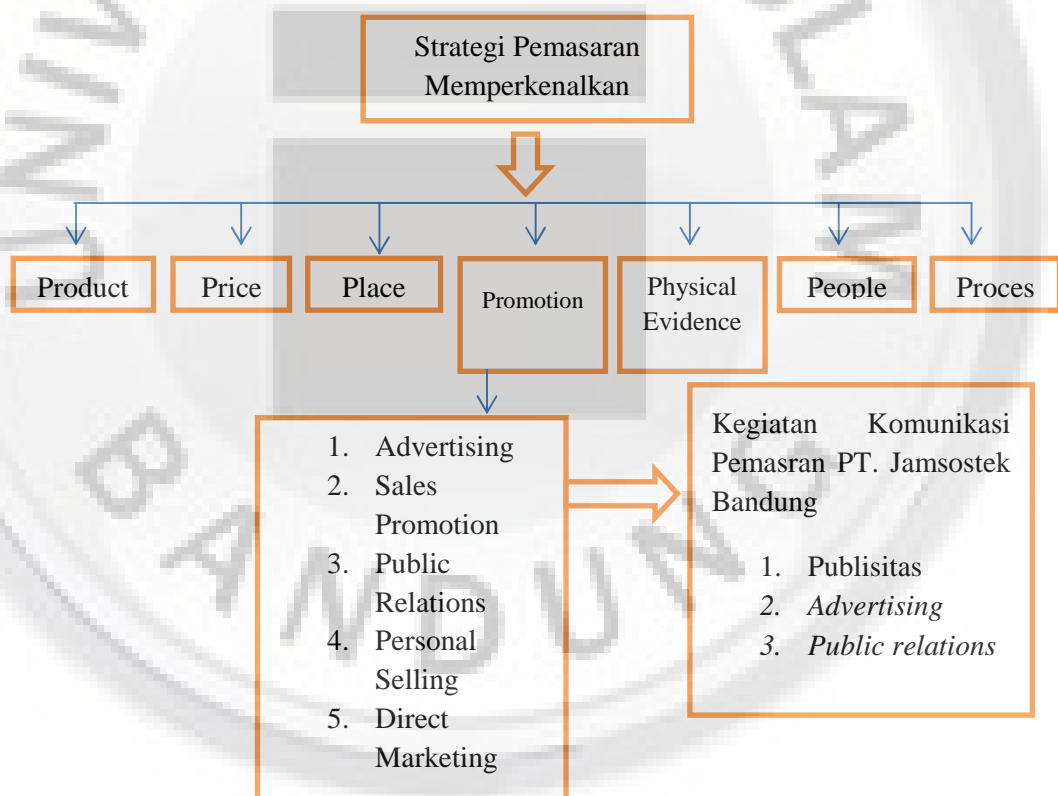 Strategi Pemasaran
Memperkenalkan
Product
Price
Place
Promotion
Physical
Evidence
People
Proces
1. Advertising
2. Sales
Promotion
3. Public
Relations
4. Personal
Selling
5. Direct
Marketing
Kegiatan Komunikasi
Pemasran PT. Jamsostek
Bandung
1. Publisitas
2. Advertising
3. Public relations
BANDUNG